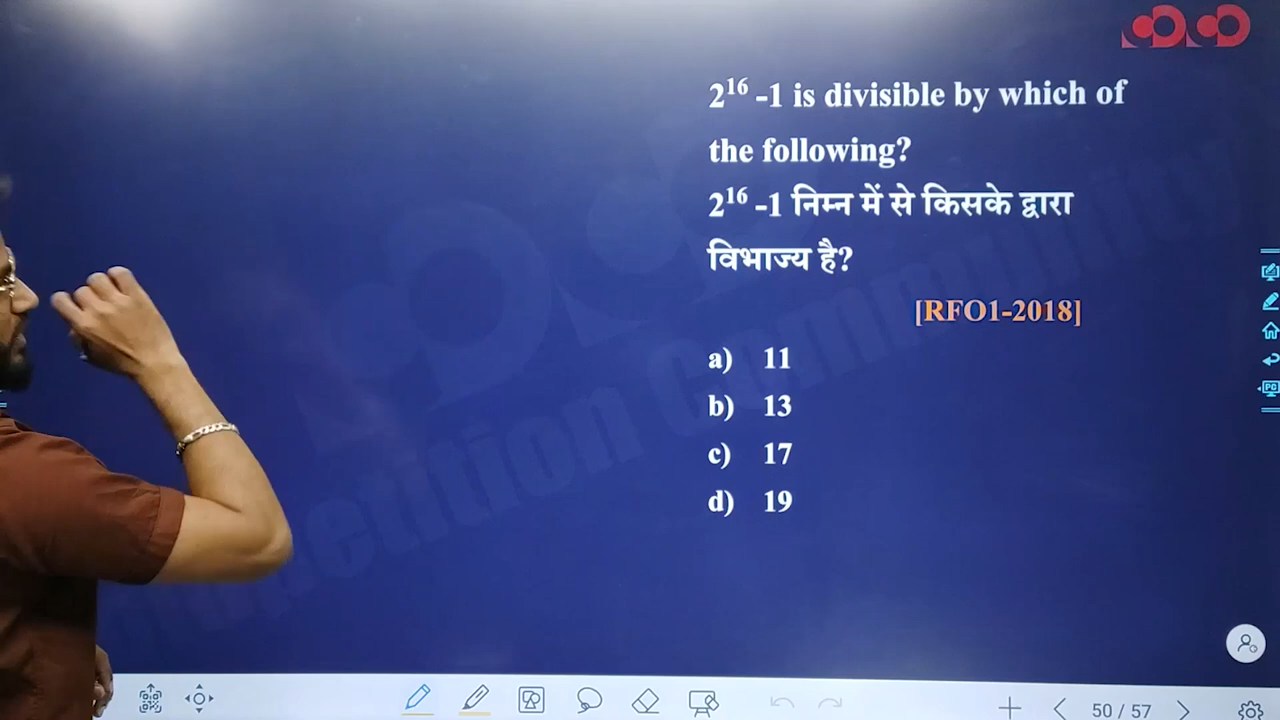 2¹⁶ -1 is divisible by which of
the following?
2¹⁶ -1 निम्न में से किसके द्वारा
विभाज्य है?
[RFO1-2018]
a) 11
b) 13
c) 17
d) 19
PC
50 / 57